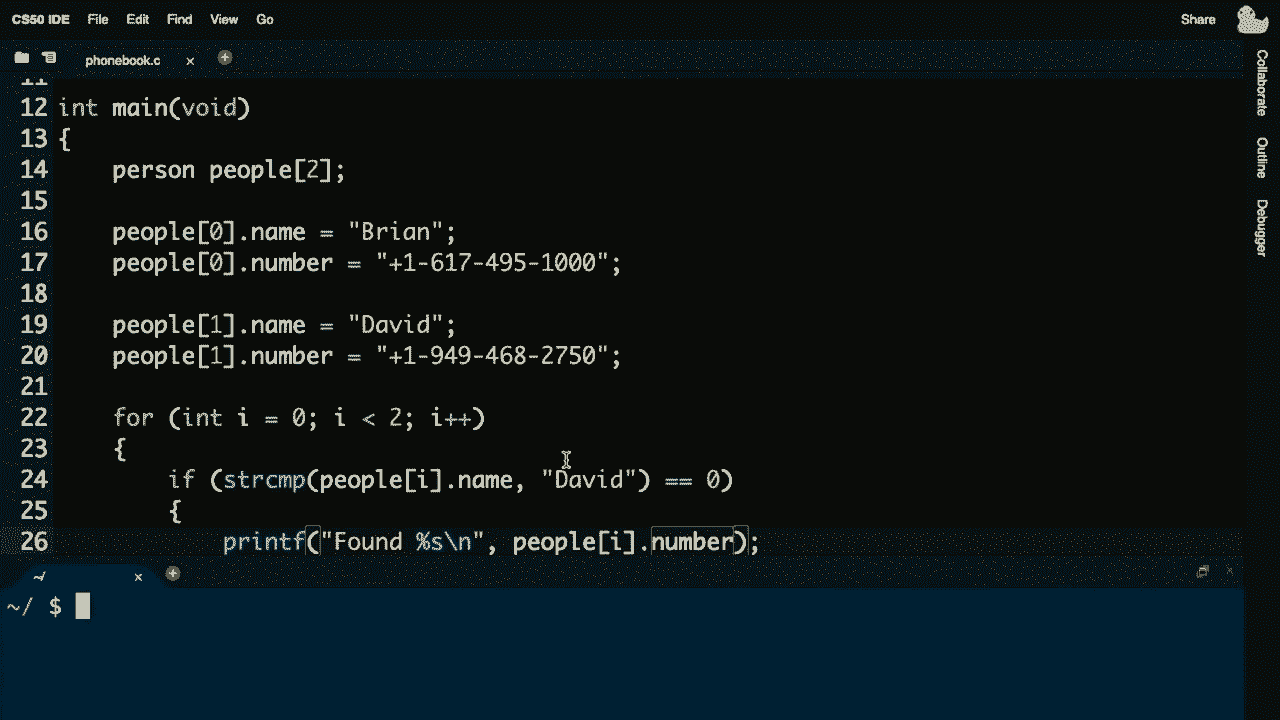 CS50 IDE File Edit Find View Go Share
phonebook.c
11
12 int main(void)
13 {
14 person people[2];
15
16 people[0].name = "Brian";
17 people[0].number = "+1-617-495-1000";
18
19 people[1].name = "David";
20 people[1].number = "+1-949-468-2750";
21
22 for (int i = 0; i < 2; i++)
23 {
24 if (strcmp(people[i].name, "David") == 0)
25 {
26 printf("Found %s\n", people[i].number);
~/
~/ $
Collaborate
Outline
Debugger